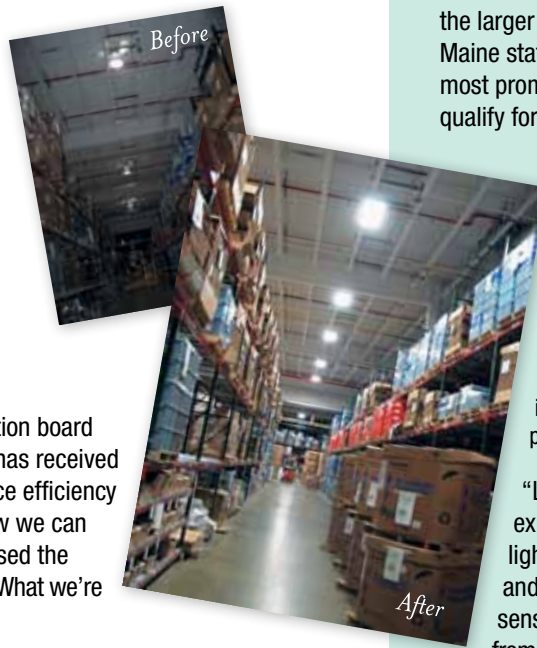 Before
the larger
Maine stat
most prom
qualify for
tion board
has received
ce efficiency
w we can
sed the
What we're
After
i
p
“L
ex
ligh
and
sens